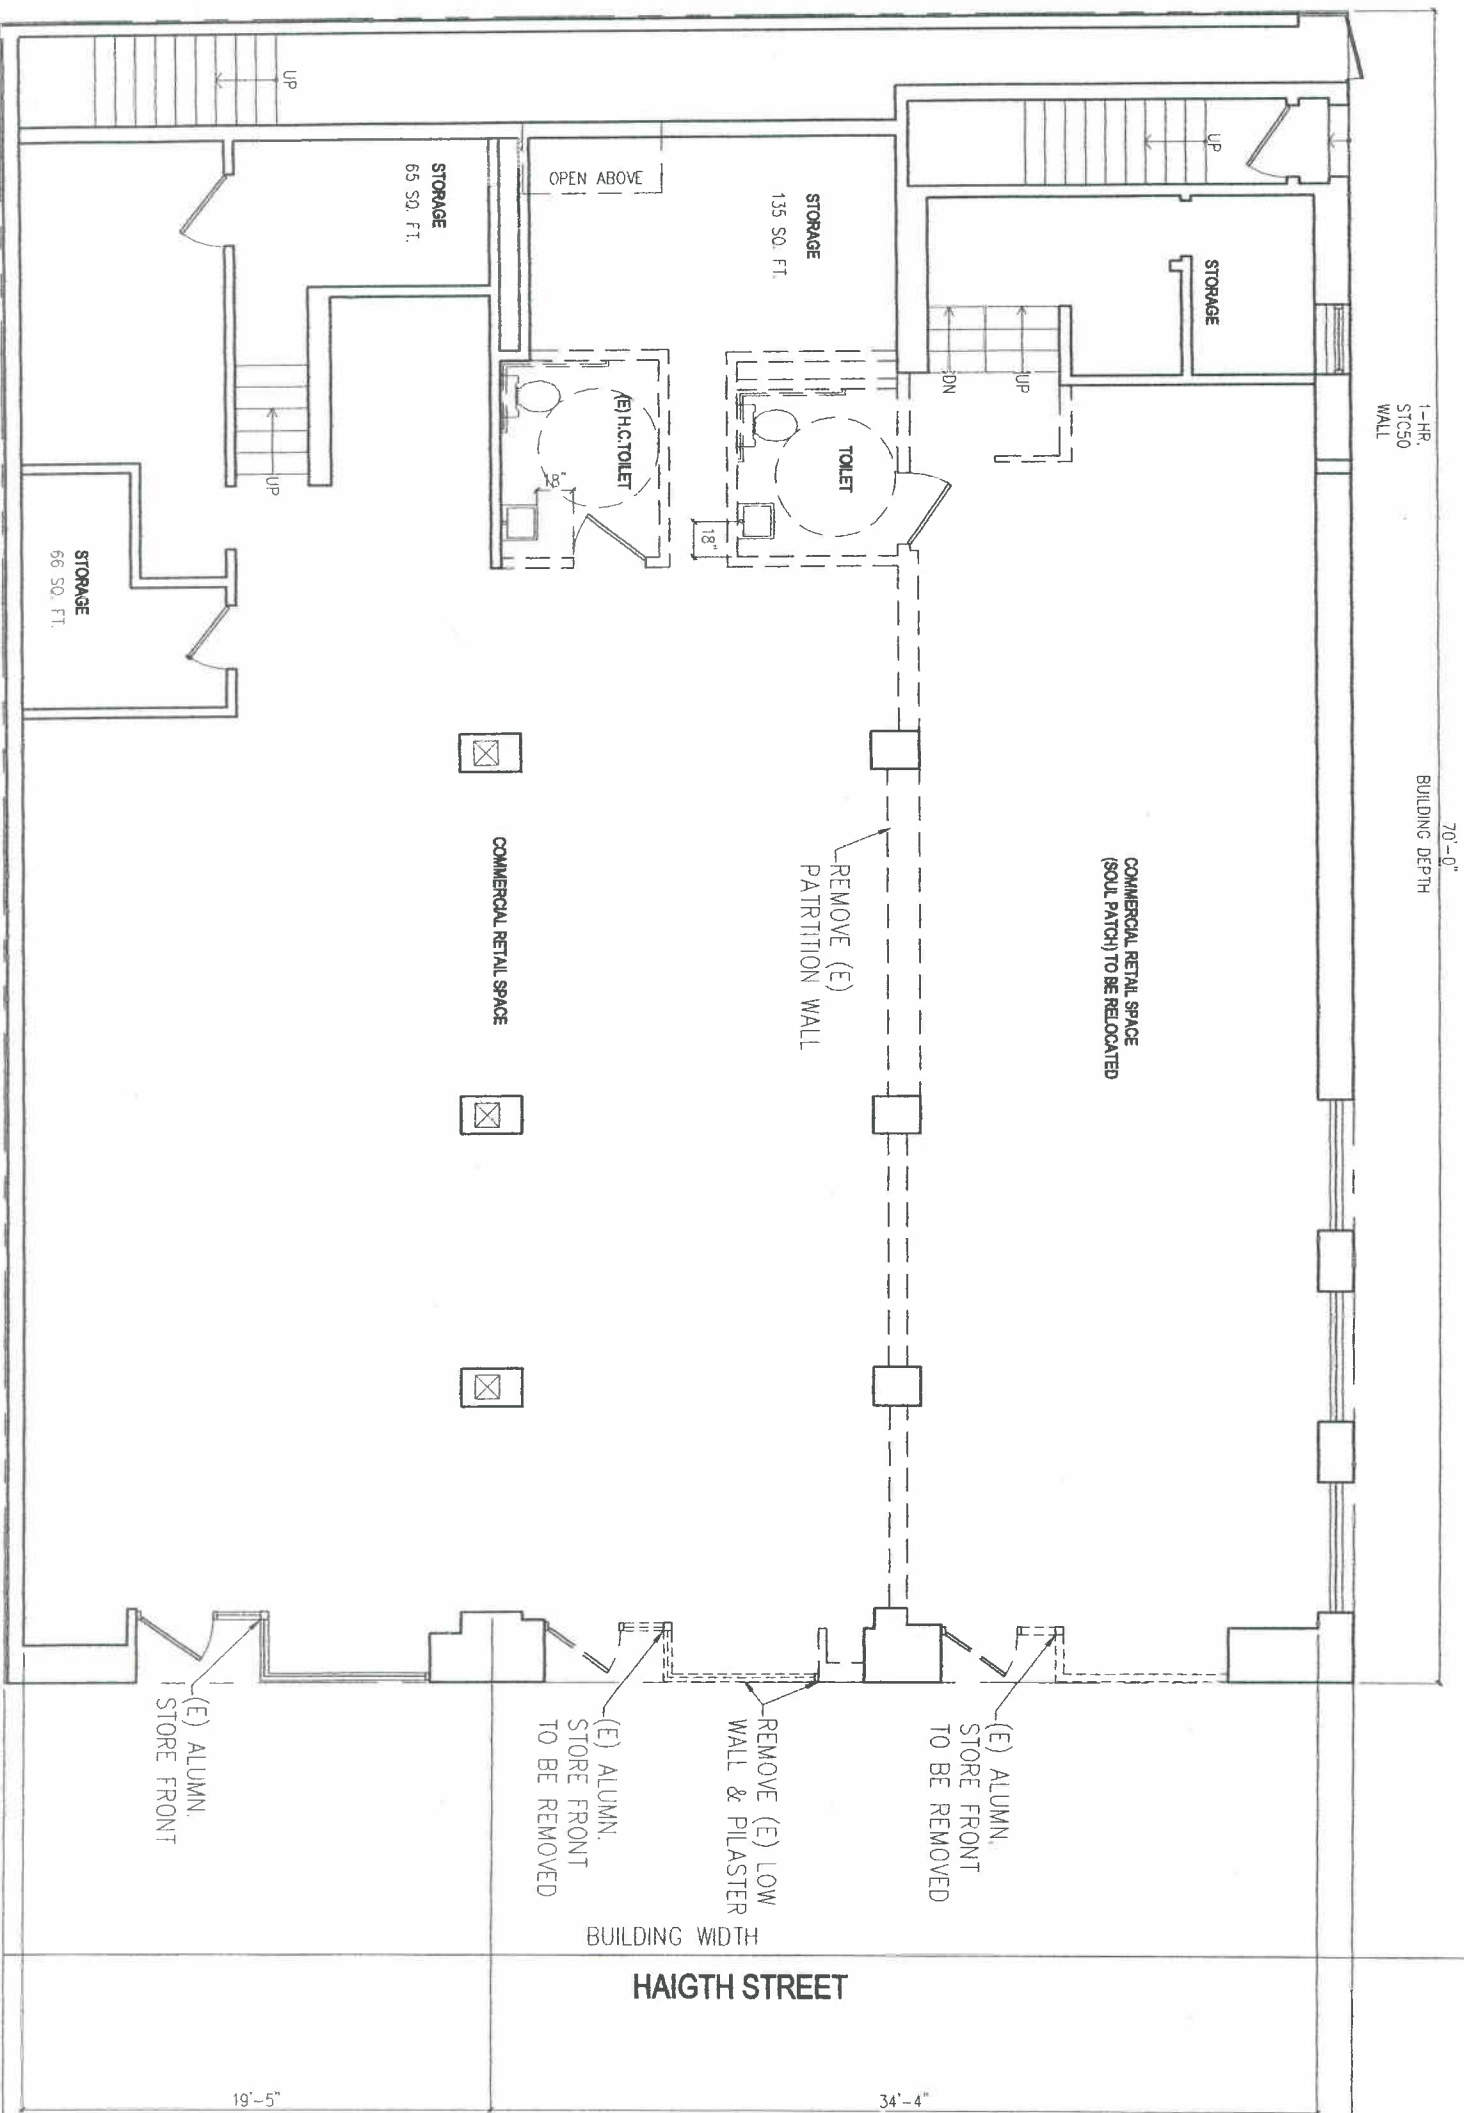 UP
UP
STORAGE
65 SQ. FT.
OPEN ABOVE
STORAGE
135 SQ. FT.
STORAGE
UP
DN
1-HR.
STC50
WALL
(E) H.C.TOILET
18"
TOILET
18"
UP
STORAGE
66 SQ. FT.
70'-0"
BUILDING DEPTH
COMMERCIAL RETAIL SPACE
REMOVE (E)
PATRTITION WALL
COMMERCIAL RETAIL SPACE
(SOUL PATCH) TO BE RELOCATED
(E) ALUMN.
STORE FRONT
(E) ALUMN.
STORE FRONT
TO BE REMOVED
REMOVE (E) LOW
WALL & PILASTER
(E) ALUMN.
STORE FRONT
TO BE REMOVED
BUILDING WIDTH
HAIGTH STREET
19'-5"
34'-4"